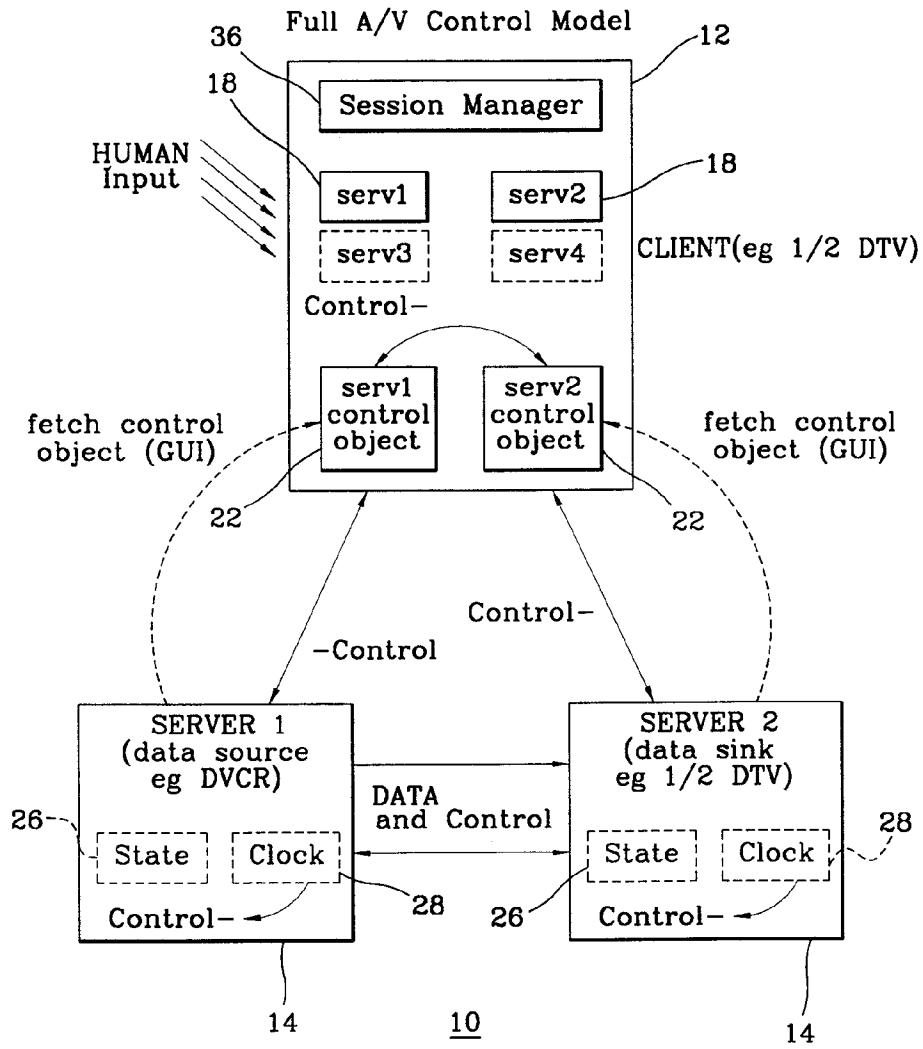 Full A/V Control Model
36
12
Session Manager
18
HUMAN
Input
18
serv1
serv2
serv3
serv4
CLIENT(eg 1/2 DTV)
Control-
serv1
control
object
serv2
control
object
fetch control
object (GUI)
fetch control
object (GUI)
22
22
Control-
-Control
SERVER 1
(data source
eg DVCR)
SERVER 2
(data sink
eg 1/2 DTV)
DATA
and Control
26
State
Clock
28
Control-
State
Clock
28
26
Control-
14
10
14